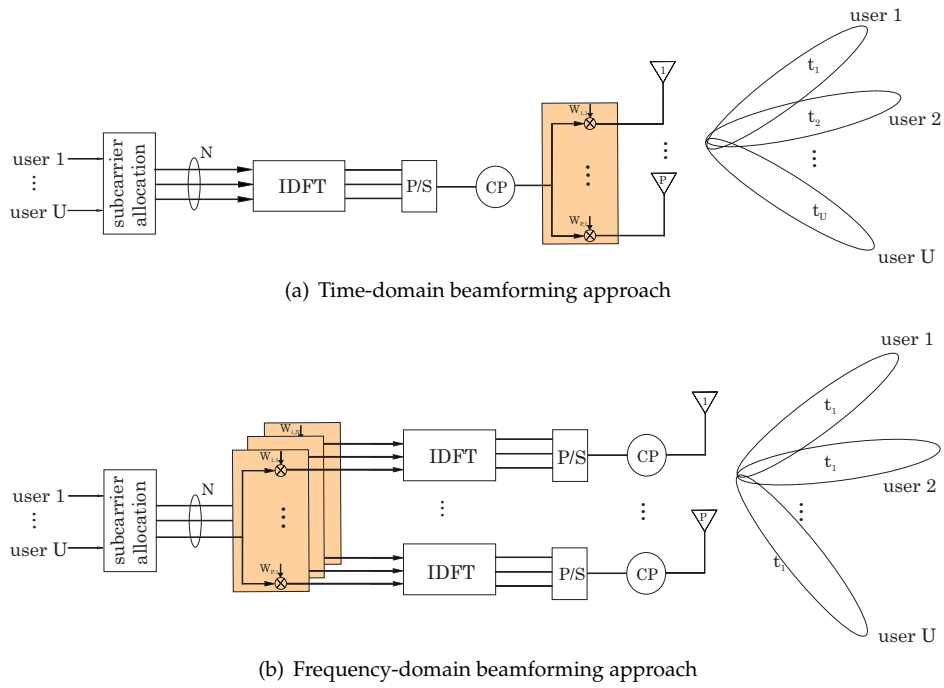 user 1
...
user U
subcarrier
allocation
N
IDFT
P/S
CP
W1,1
...
WP,1
1
...
P
t1
t2
...
tU
user 1
user 2
user U
(a) Time-domain beamforming approach
user 1
...
user U
subcarrier
allocation
N
W1,N
W1,1
...
WP,1
IDFT
...
IDFT
P/S
P/S
CP
...
CP
1
P
t1
t1
...
t1
user 1
user 2
user U
(b) Frequency-domain beamforming approach